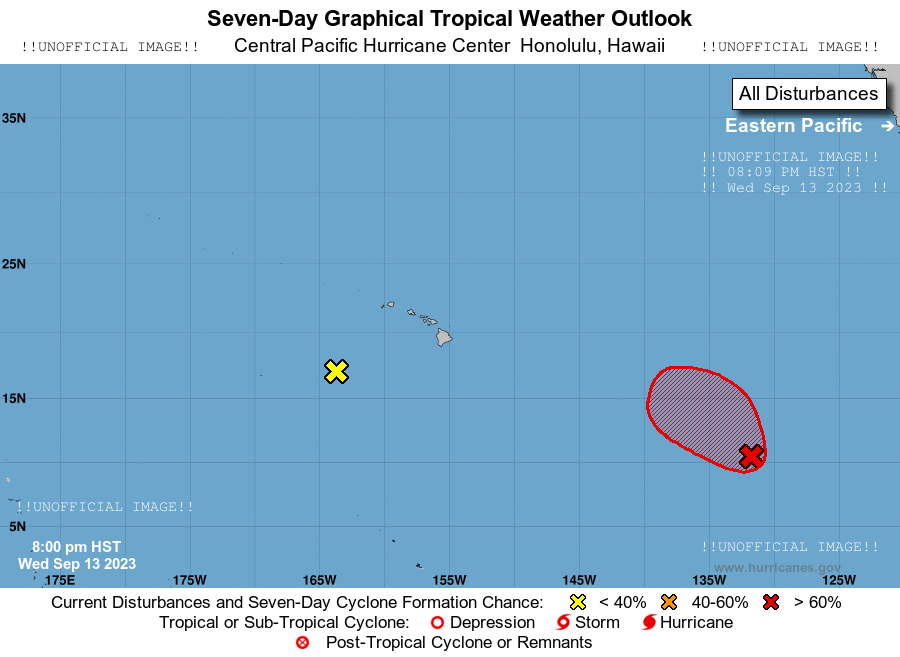 Seven-Day Graphical Tropical Weather Outlook
!!UNOFFICIAL IMAGE!! Central Pacific Hurricane Center Honolulu, Hawaii !!UNOFFICIAL IMAGE!!
All Disturbances
35N
Eastern Pacific
!!UNOFFICIAL IMAGE!!
!! 08:09 PM HST !!
!! Wed Sep 13 2023 !!
25N
15N
!!UNOFFICIAL IMAGE!!
5N
8:00 pm HST
Wed Sep 13 2023
!!UNOFFICIAL IMAGE!!
www.hurricanes.gov
175E 175W 165W 155W 145W 135W 125W
Current Disturbances and Seven-Day Cyclone Formation Chance: < 40% 40-60% > 60%
Tropical or Sub-Tropical Cyclone: Depression Storm Hurricane
Post-Tropical Cyclone or Remnants